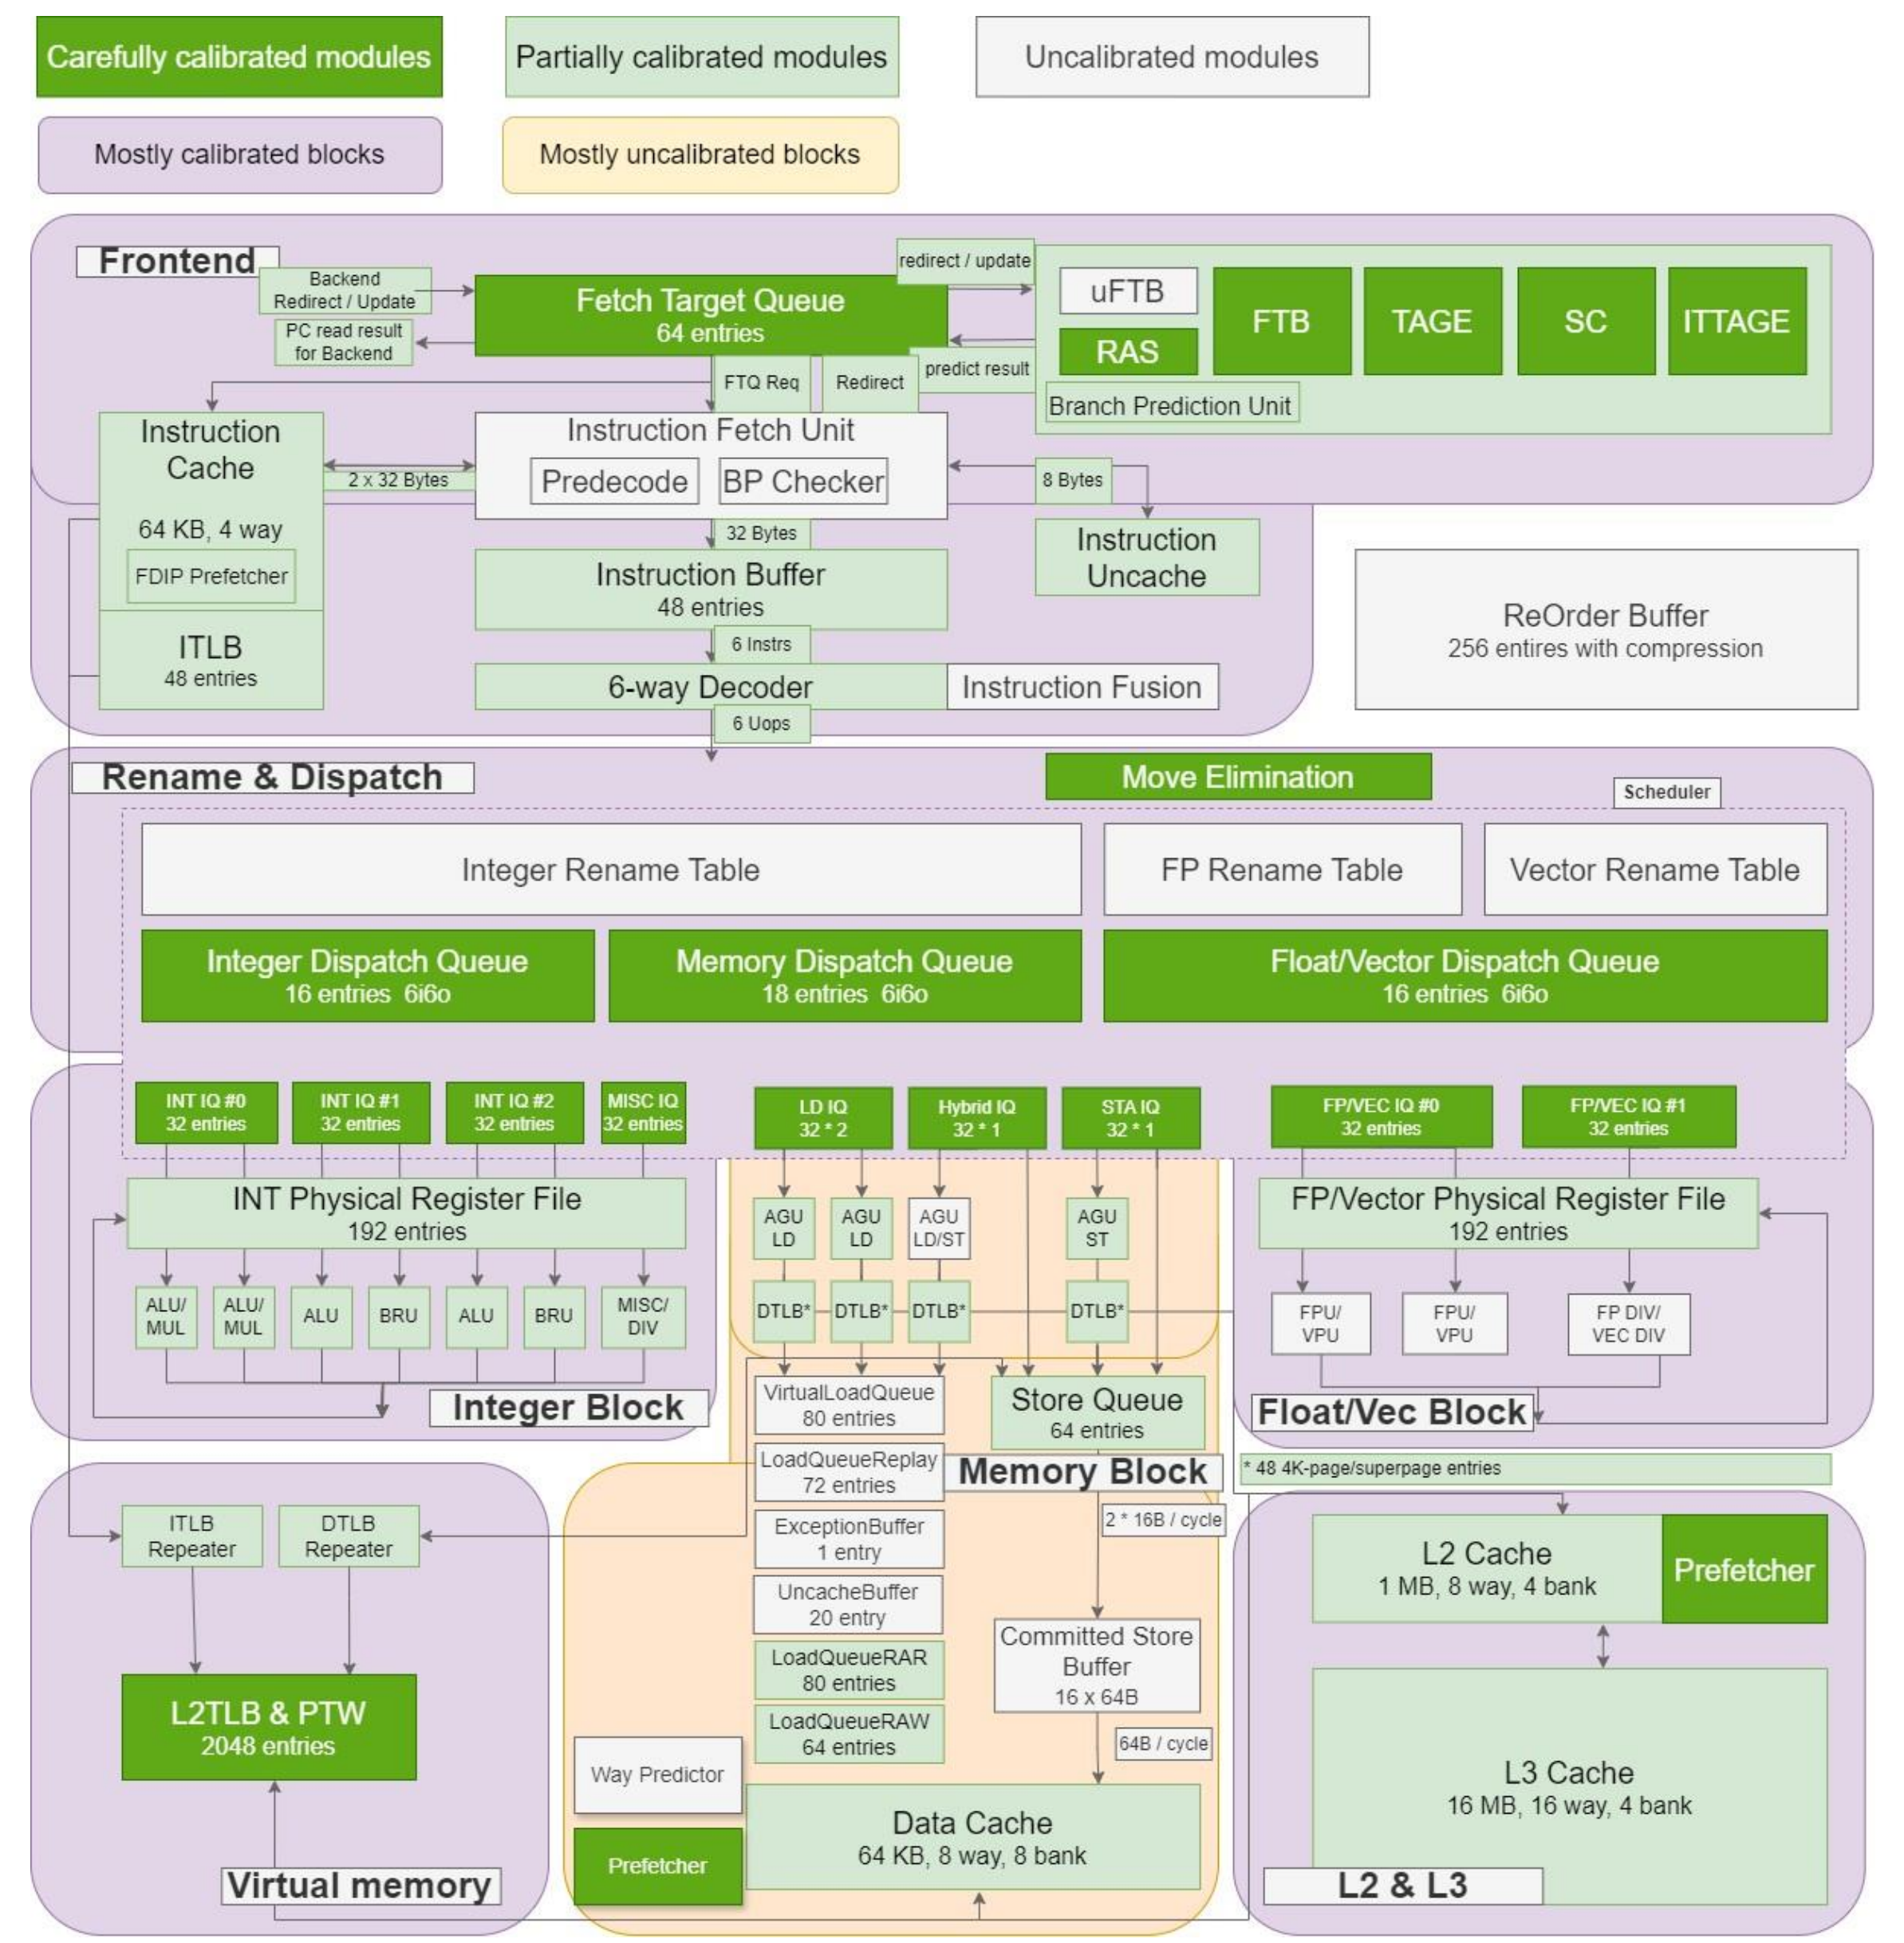 Carefully calibrated modules
Partially calibrated modules
Uncalibrated modules
Mostly calibrated blocks
Mostly uncalibrated blocks
Frontend
Backend
Redirect / Update
PC read result
for Backend
Fetch Target Queue
64 entries
redirect / update
predict result
uFTB
RAS
FTB
TAGE
SC
ITTAGE
Branch Prediction Unit
FTQ Req
Redirect
Instruction
Cache
64 KB, 4 way
FDIP Prefetcher
ITLB
48 entries
2 x 32 Bytes
Instruction Fetch Unit
Predecode
BP Checker
8 Bytes
32 Bytes
Instruction
Uncache
Instruction Buffer
48 entries
6 Instrs
6-way Decoder
Instruction Fusion
6 Uops
ReOrder Buffer
256 entires with compression
Rename & Dispatch
Move Elimination
Scheduler
Integer Rename Table
FP Rename Table
Vector Rename Table
Integer Dispatch Queue
16 entries 6i6o
Memory Dispatch Queue
18 entries 6i6o
Float/Vector Dispatch Queue
16 entries 6i6o
INT IQ #0
32 entries
INT IQ #1
32 entries
INT IQ #2
32 entries
MISC IQ
32 entries
LD IQ
32 * 2
Hybrid IQ
32 * 1
STA IQ
32 * 1
FP/VEC IQ #0
32 entries
FP/VEC IQ #1
32 entries
INT Physical Register File
192 entries
ALU/
MUL
ALU/
MUL
ALU
BRU
ALU
BRU
MISC/
DIV
Integer Block
AGU
LD
AGU
LD
AGU
LD/ST
AGU
ST
DTLB*
DTLB*
DTLB*
DTLB*
FP/Vector Physical Register File
192 entries
FPU/
VPU
FPU/
VPU
FP DIV/
VEC DIV
Float/Vec Block
VirtualLoadQueue
80 entries
Store Queue
64 entries
LoadQueueReplay
72 entries
Memory Block
* 48 4K-page/superpage entries
ExceptionBuffer
1 entry
2 * 16B / cycle
UncacheBuffer
20 entry
LoadQueueRAR
80 entries
LoadQueueRAW
64 entries
Committed Store
Buffer
16 x 64B
64B / cycle
Way Predictor
Prefetcher
Data Cache
64 KB, 8 way, 8 bank
ITLB
Repeater
DTLB
Repeater
L2TLB & PTW
2048 entries
Virtual memory
L2 Cache
1 MB, 8 way, 4 bank
Prefetcher
L3 Cache
16 MB, 16 way, 4 bank
L2 & L3